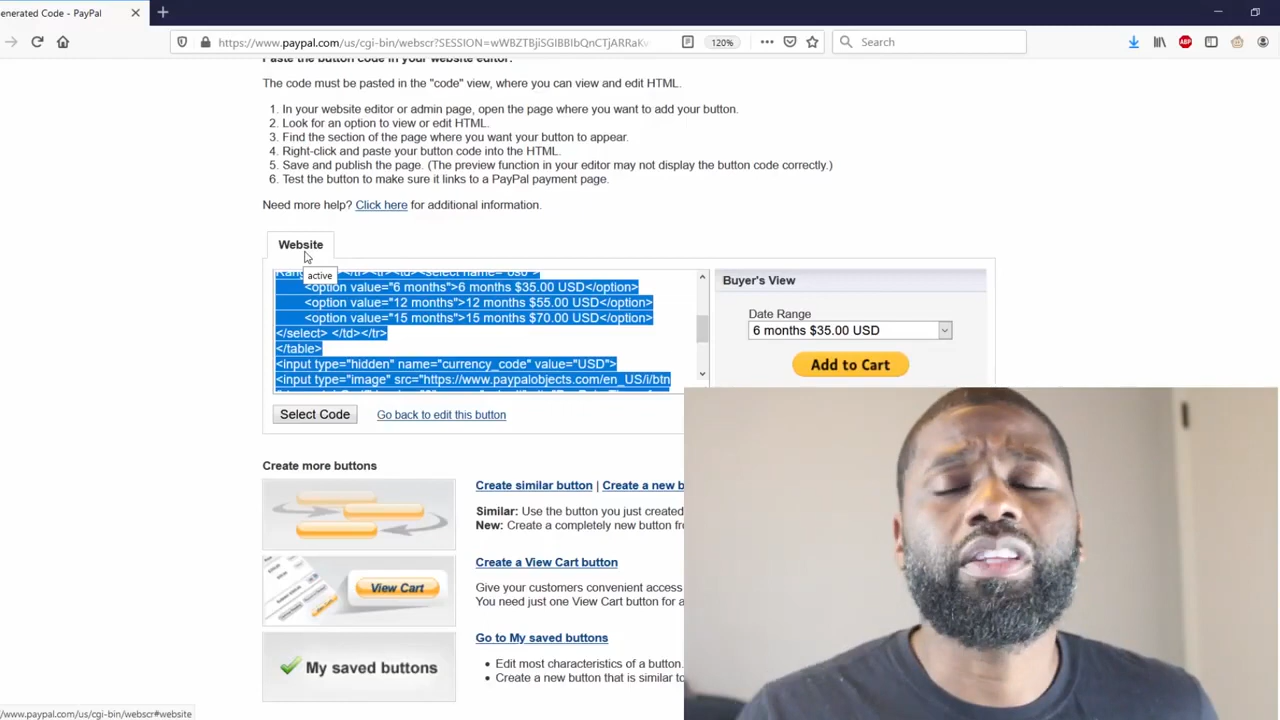 enerated Code - PayPal
https://www.paypal.com/us/cgi-bin/webscr?SESSION=wWBZTBjiSGIBBIbQnCTjARRaKv
120%
Search
Paste the button code in your website editor.
The code must be pasted in the "code" view, where you can view and edit HTML.
1. In your website editor or admin page, open the page where you want to add your button.
2. Look for an option to view or edit HTML.
3. Find the section of the page where you want your button to appear.
4. Right-click and paste your button code into the HTML.
5. Save and publish the page. (The preview function in your editor may not display the button code correctly.)
6. Test the button to make sure it links to a PayPal payment page.
Need more help? Click here for additional information.
Website
active
<option value="6 months">6 months $35.00 USD</option>
<option value="12 months">12 months $55.00 USD</option>
<option value="15 months">15 months $70.00 USD</option>
</select> </td></tr>
</table>
<input type="hidden" name="currency_code" value="USD">
<input type="image" src="https://www.paypalobjects.com/en_US/i/btn
Buyer's View
Date Range
6 months $35.00 USD
Add to Cart
Select Code
Go back to edit this button
Create more buttons
Create similar button | Create a new b
Similar: Use the button you just created
New: Create a completely new button fro
Create a View Cart button
View Cart
Give your customers convenient access
You need just one View Cart button for a
Go to My saved buttons
My saved buttons
• Edit most characteristics of a button.
• Create a new button that is similar to
/www.paypal.com/us/cgi-bin/webscr#website
ABP